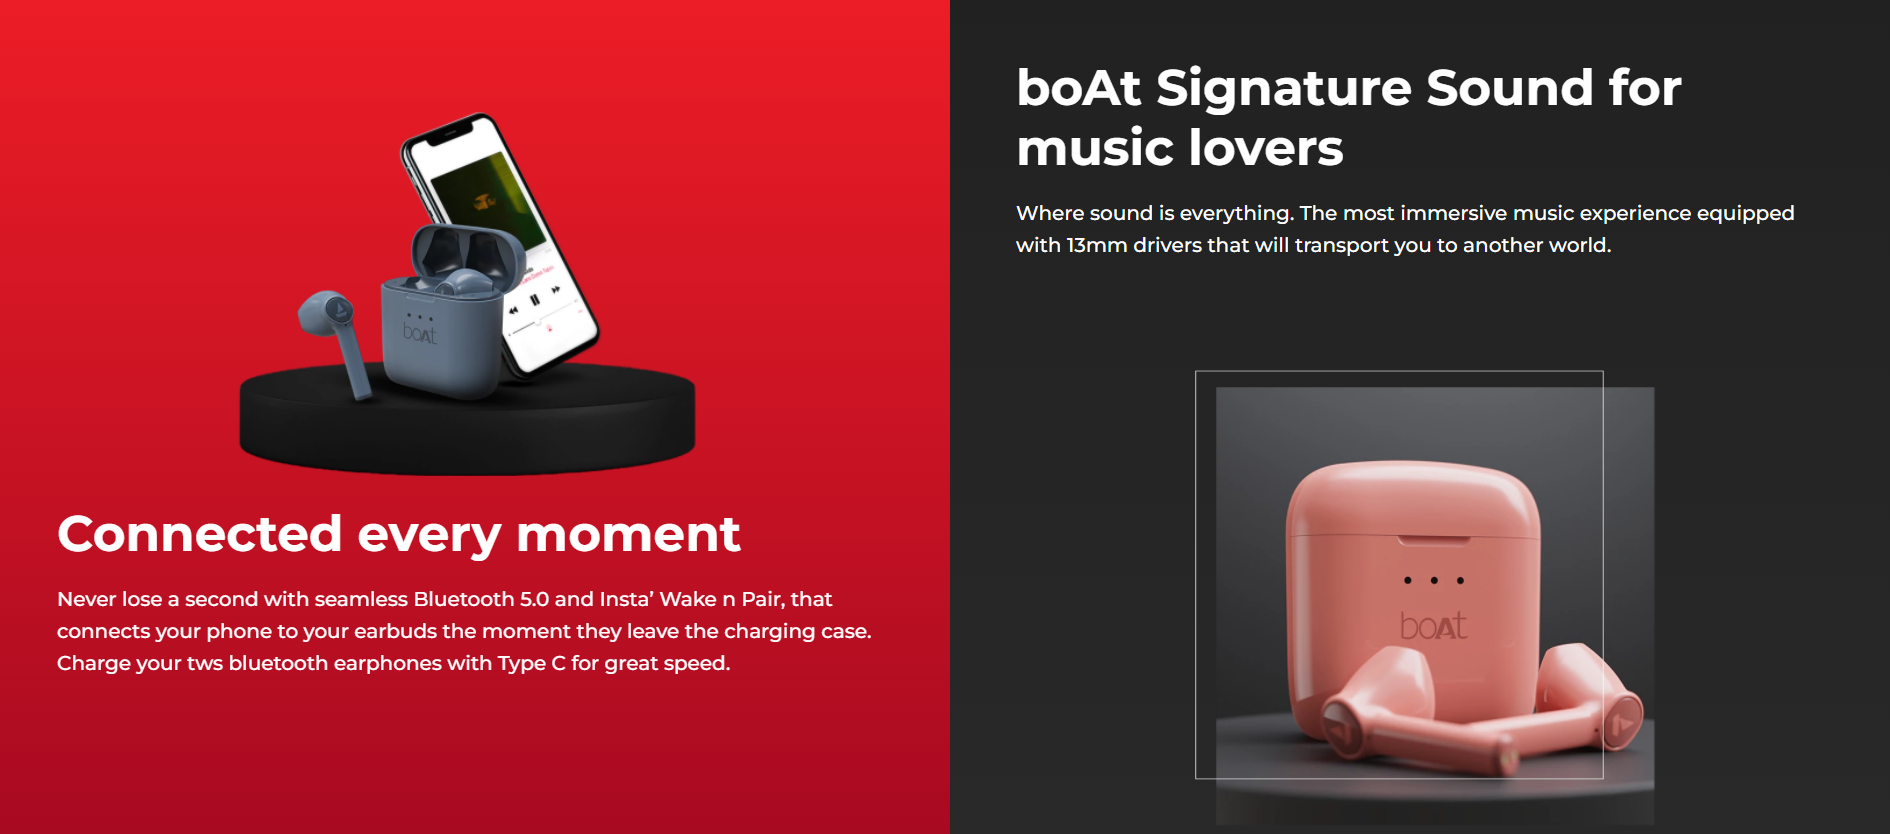 boAt
Connected every moment
Never lose a second with seamless Bluetooth 5.0 and Insta’ Wake n Pair, that
connects your phone to your earbuds the moment they leave the charging case.
Charge your tws bluetooth earphones with Type C for great speed.
boAt Signature Sound for
music lovers
Where sound is everything. The most immersive music experience equipped
with 13mm drivers that will transport you to another world.
boAt